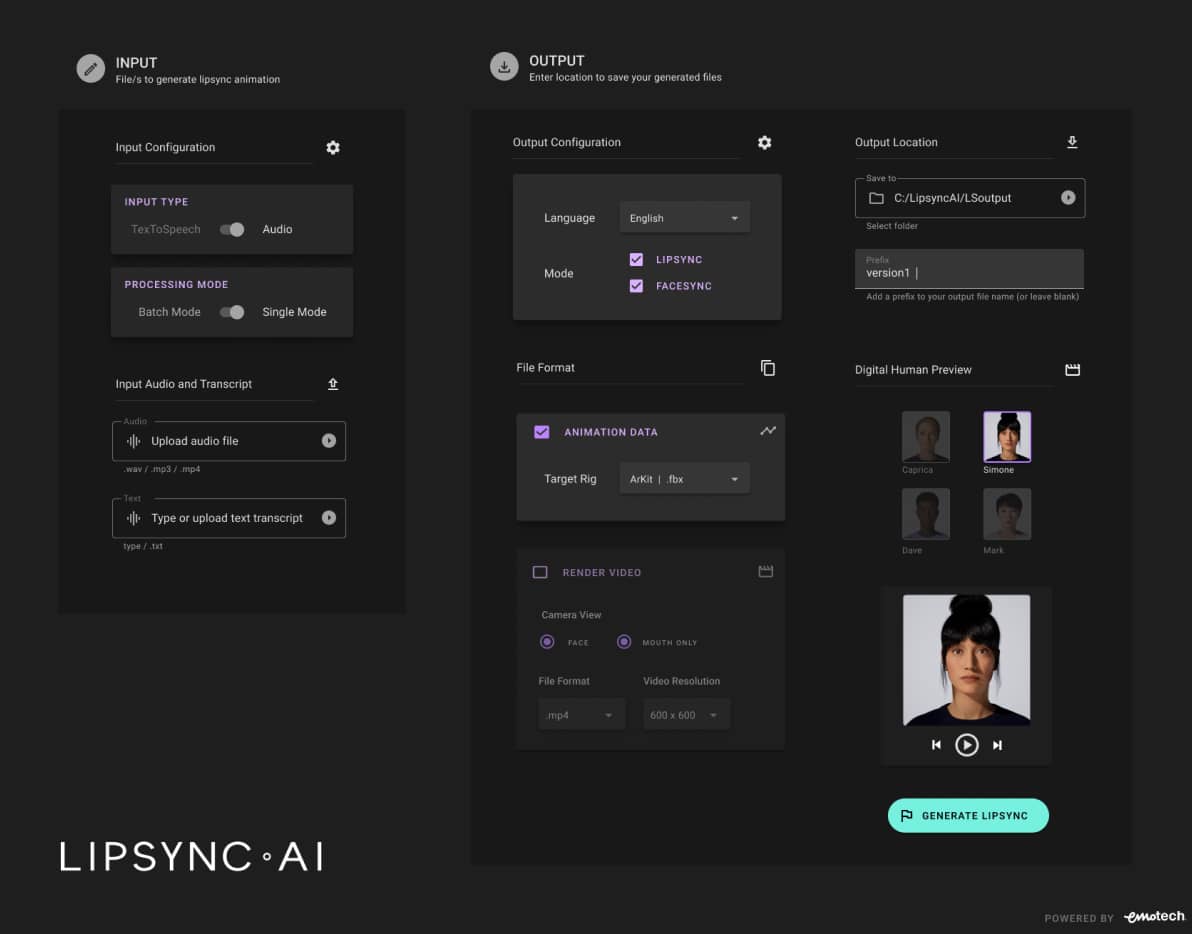 INPUT
File/s to generate lipsync animation
Input Configuration
INPUT TYPE
TexToSpeech Audio
PROCESSING MODE
Batch Mode Single Mode
Input Audio and Transcript
Audio
Upload audio file
.wav / .mp3 / .mp4
Text
Type or upload text transcript
type / .txt
OUTPUT
Enter location to save your generated files
Output Configuration
Language English
Mode
LIPSYNC
FACESYNC
File Format
ANIMATION DATA
Target Rig ArKit | .fbx
RENDER VIDEO
Camera View
FACE MOUTH ONLY
File Format Video Resolution
.mp4 600 x 600
Output Location
Save to
C:/LipsyncAI/LSoutput
Select folder
Prefix
version1 |
Add a prefix to your output file name (or leave blank)
Digital Human Preview
Caprica Simone
Dave Mark
GENERATE LIPSYNC
LIPSYNC AI
POWERED BY emotech